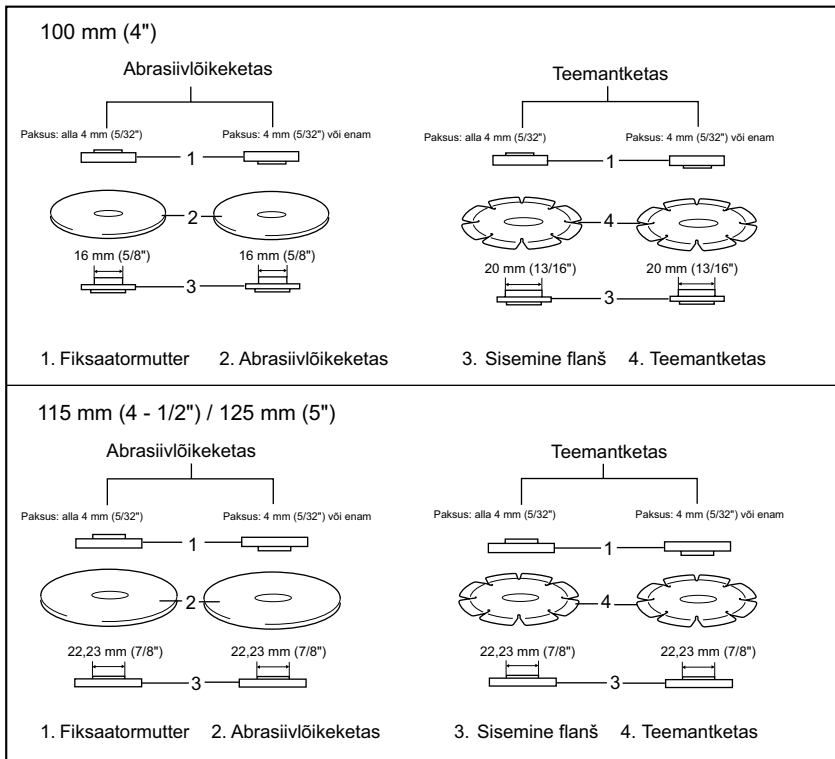 100 mm (4")
Abrasiivlõikeketas
Teemantketas
Paksus: alla 4 mm (5/32") Paksus: 4 mm (5/32") või enam
Paksus: alla 4 mm (5/32") Paksus: 4 mm (5/32") või enam
1
1
2
4
16 mm (5/8") 16 mm (5/8")
20 mm (13/16") 20 mm (13/16")
3
3
1. Fiksaatormutter 2. Abrasiivlõikeketas 3. Sisemine flanš 4. Teemantketas
115 mm (4 - 1/2") / 125 mm (5")
Abrasiivlõikeketas
Teemantketas
Paksus: alla 4 mm (5/32") Paksus: 4 mm (5/32") või enam
Paksus: alla 4 mm (5/32") Paksus: 4 mm (5/32") või enam
1
1
2
4
22,23 mm (7/8") 22,23 mm (7/8")
22,23 mm (7/8") 22,23 mm (7/8")
3
3
1. Fiksaatormutter 2. Abrasiivlõikeketas 3. Sisemine flanš 4. Teemantketas